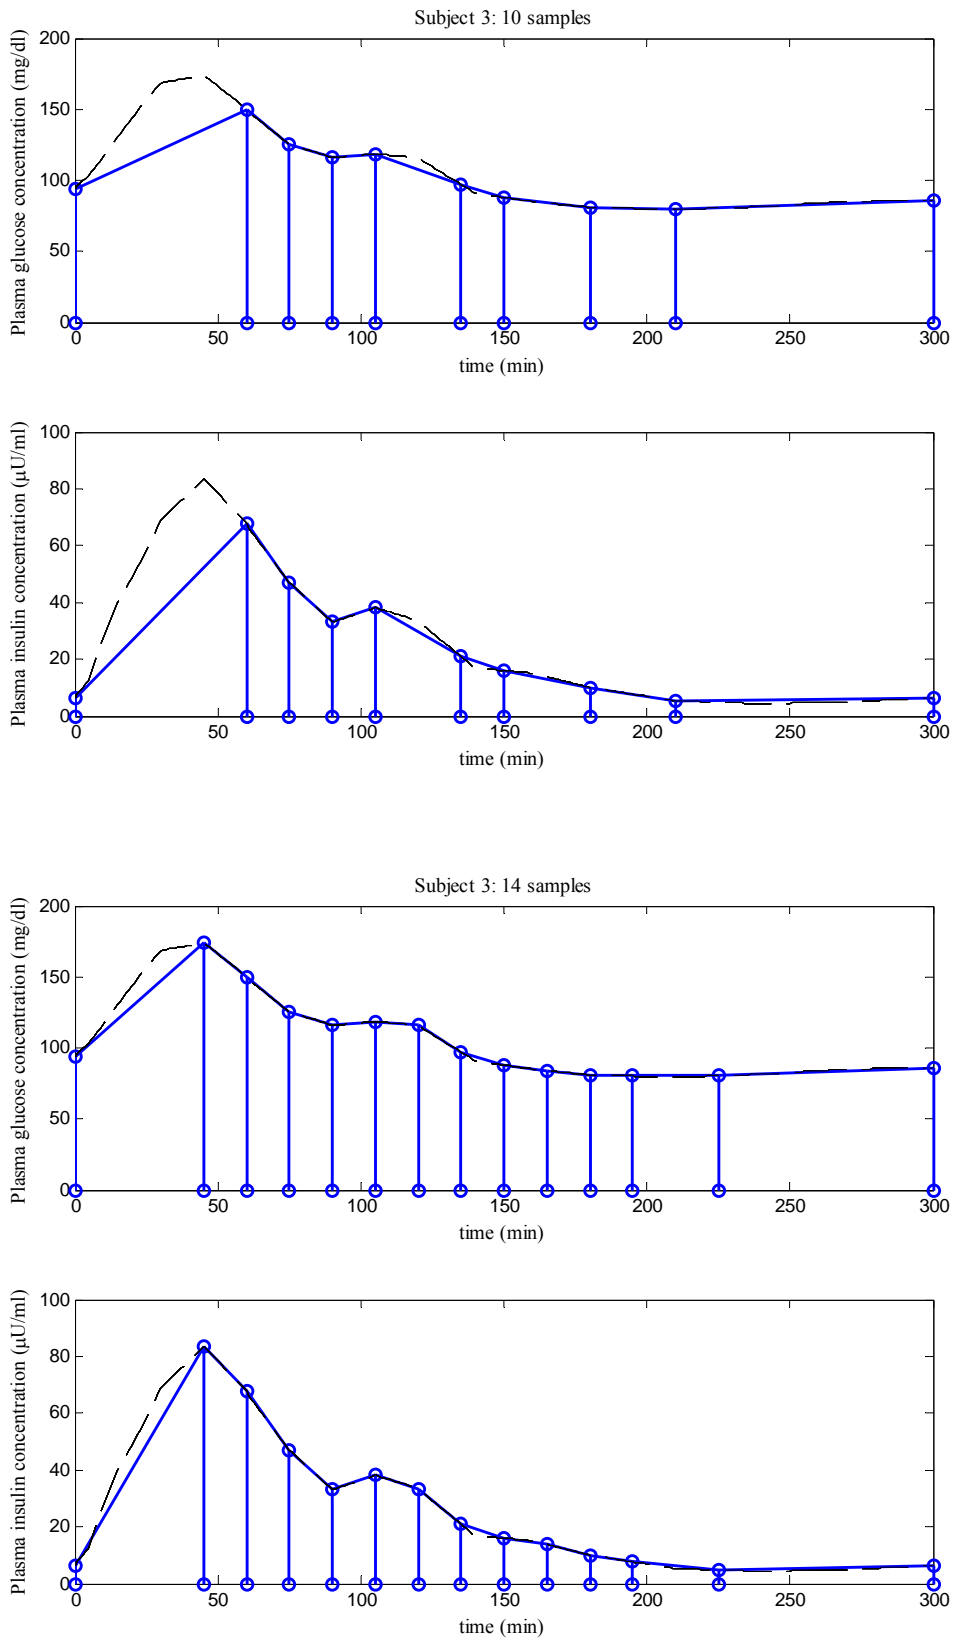 Subject 3: 10 samples
Plasma glucose concentration (mg/dl)
200
150
100
50
0
0 50 100 150 200 250 300
time (min)
Plasma insulin concentration (μU/ml)
100
80
60
40
20
0
0 50 100 150 200 250 300
time (min)
Subject 3: 14 samples
Plasma glucose concentration (mg/dl)
200
150
100
50
0
0 50 100 150 200 250 300
time (min)
Plasma insulin concentration (μU/ml)
100
80
60
40
20
0
0 50 100 150 200 250 300
time (min)